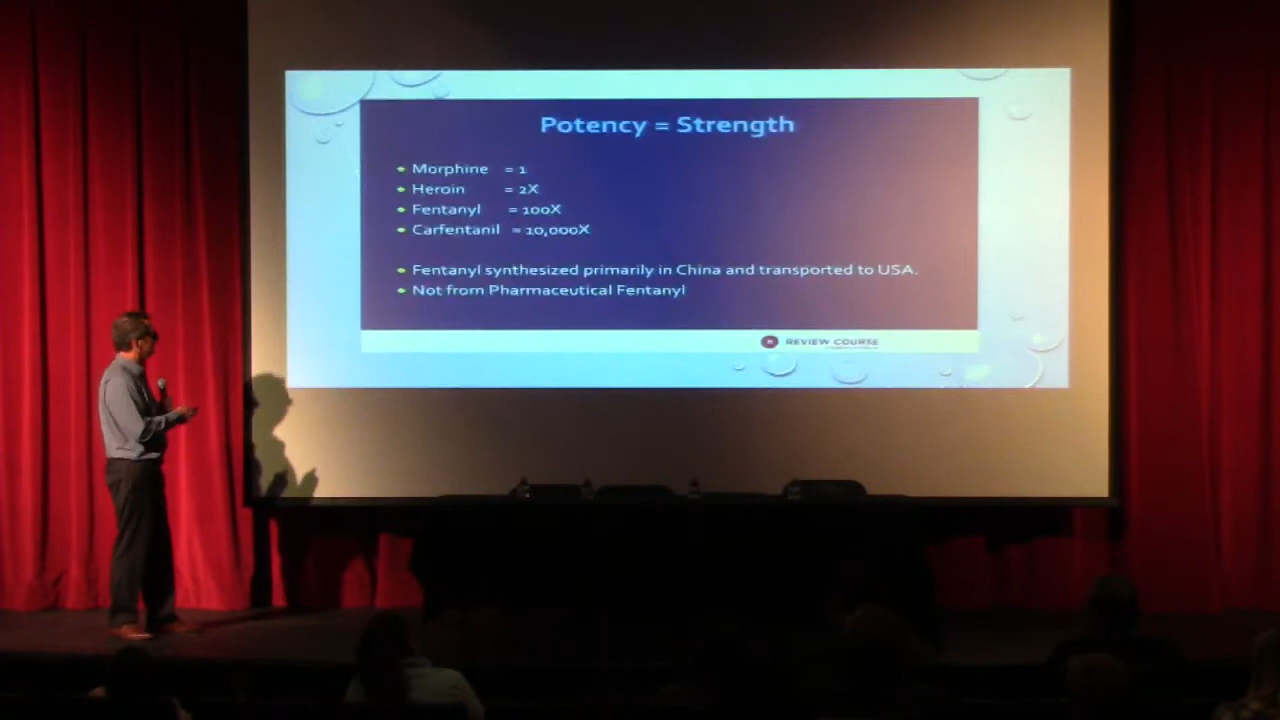 Potency = Strength
• Morphine = 1
• Heroin = 2X
• Fentanyl = 100X
• Carfentanil = 10,000X
• Fentanyl synthesized primarily in China and transported to USA.
• Not from Pharmaceutical Fentanyl
REVIEW COURSE